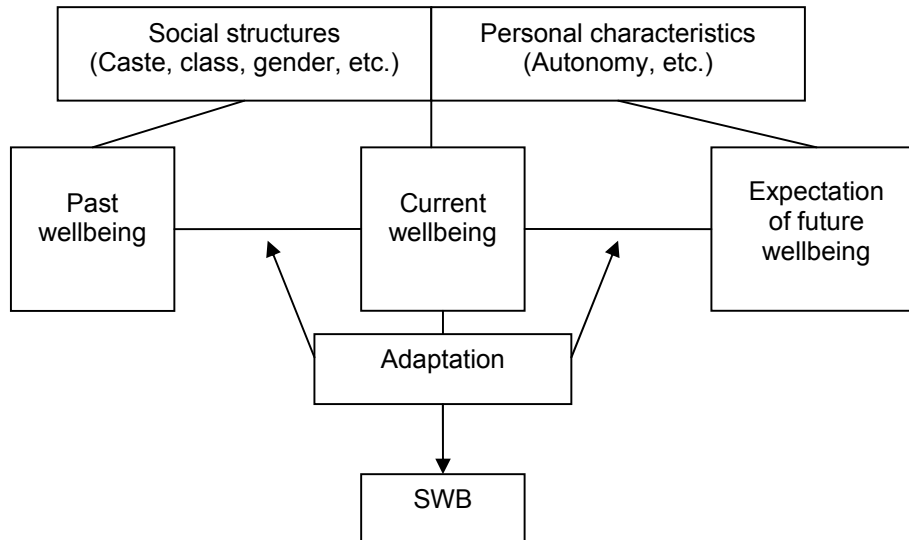 Social structures
(Caste, class, gender, etc.)
Personal characteristics
(Autonomy, etc.)
Past
wellbeing
Current
wellbeing
Expectation
of future
wellbeing
Adaptation
SWB